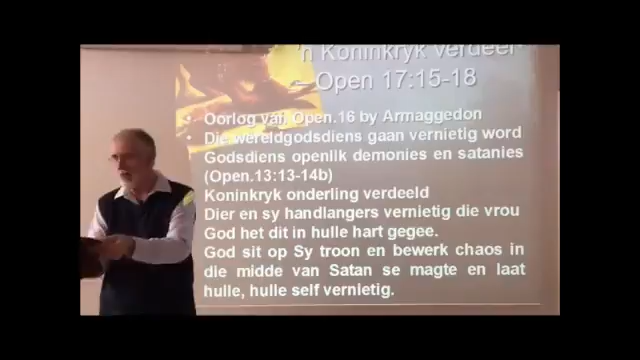 'n Koninkryk verdeel
– Open 17:15-18
• Oorlog van Open.16 by Armaggedon
• Die wereldgodsdiens gaan vernietig word
Godsdiens openlik demonies en satanies
(Open.13:13-14b)
Koninkryk onderling verdeeld
Dier en sy handlangers vernietig die vrou
God het dit in hulle hart gegee.
God sit op Sy troon en bewerk chaos in
die midde van Satan se magte en laat
hulle, hulle self vernietig.